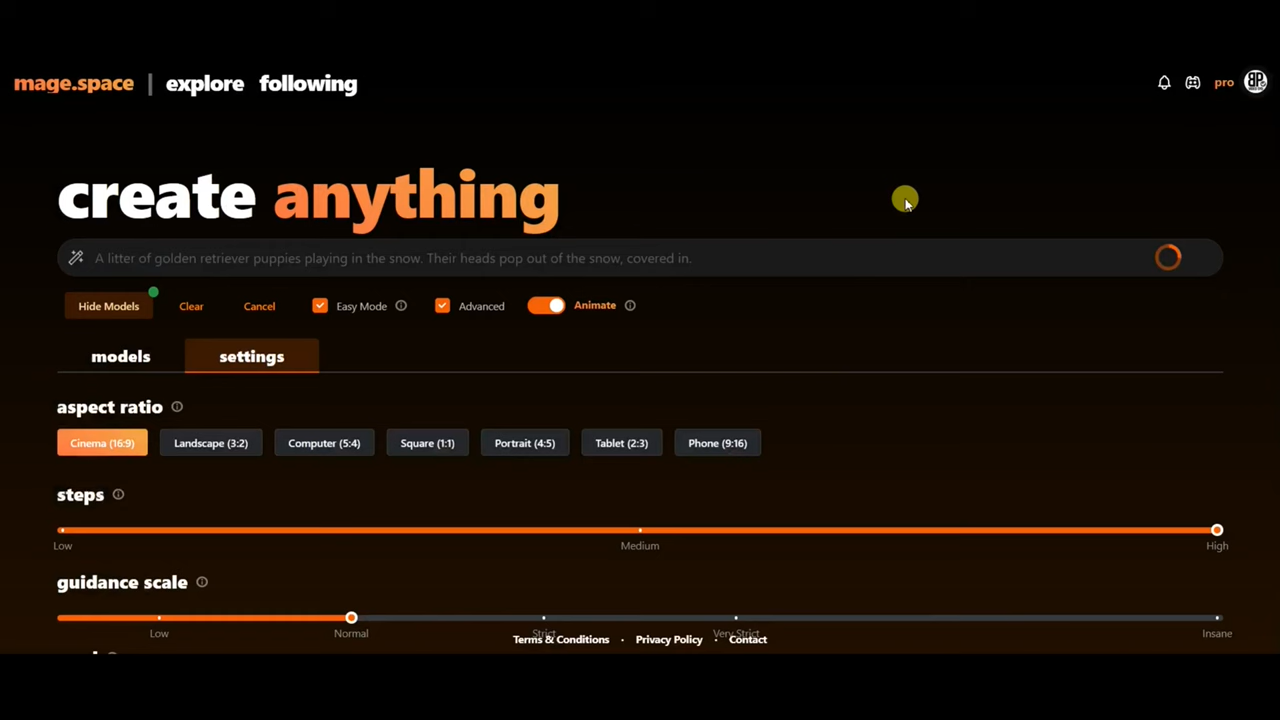 mage.space | explore following
pro
create anything
A litter of golden retriever puppies playing in the snow. Their heads pop out of the snow, covered in.
Hide Models Clear Cancel Easy Mode Advanced Animate
models settings
aspect ratio
Cinema (16:9) Landscape (3:2) Computer (5:4) Square (1:1) Portrait (4:5) Tablet (2:3) Phone (9:16)
steps
Low Medium High
guidance scale
Low Normal Strict Very Strict Insane
Terms & Conditions · Privacy Policy · Contact